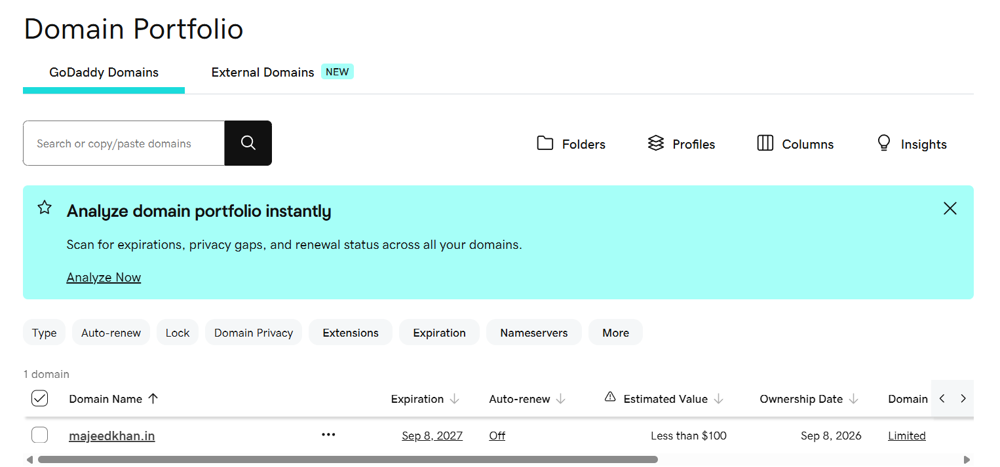 Domain Portfolio
GoDaddy Domains External Domains NEW
Search or copy/paste domains Folders Profiles Columns Insights
Analyze domain portfolio instantly
Scan for expirations, privacy gaps, and renewal status across all your domains.
Analyze Now
Type Auto-renew Lock Domain Privacy Extensions Expiration Nameservers More
1 domain
Domain Name Expiration Auto-renew Estimated Value Ownership Date Domain
majeedkhan.in Sep 8, 2027 Off Less than $100 Sep 8, 2026 Limited